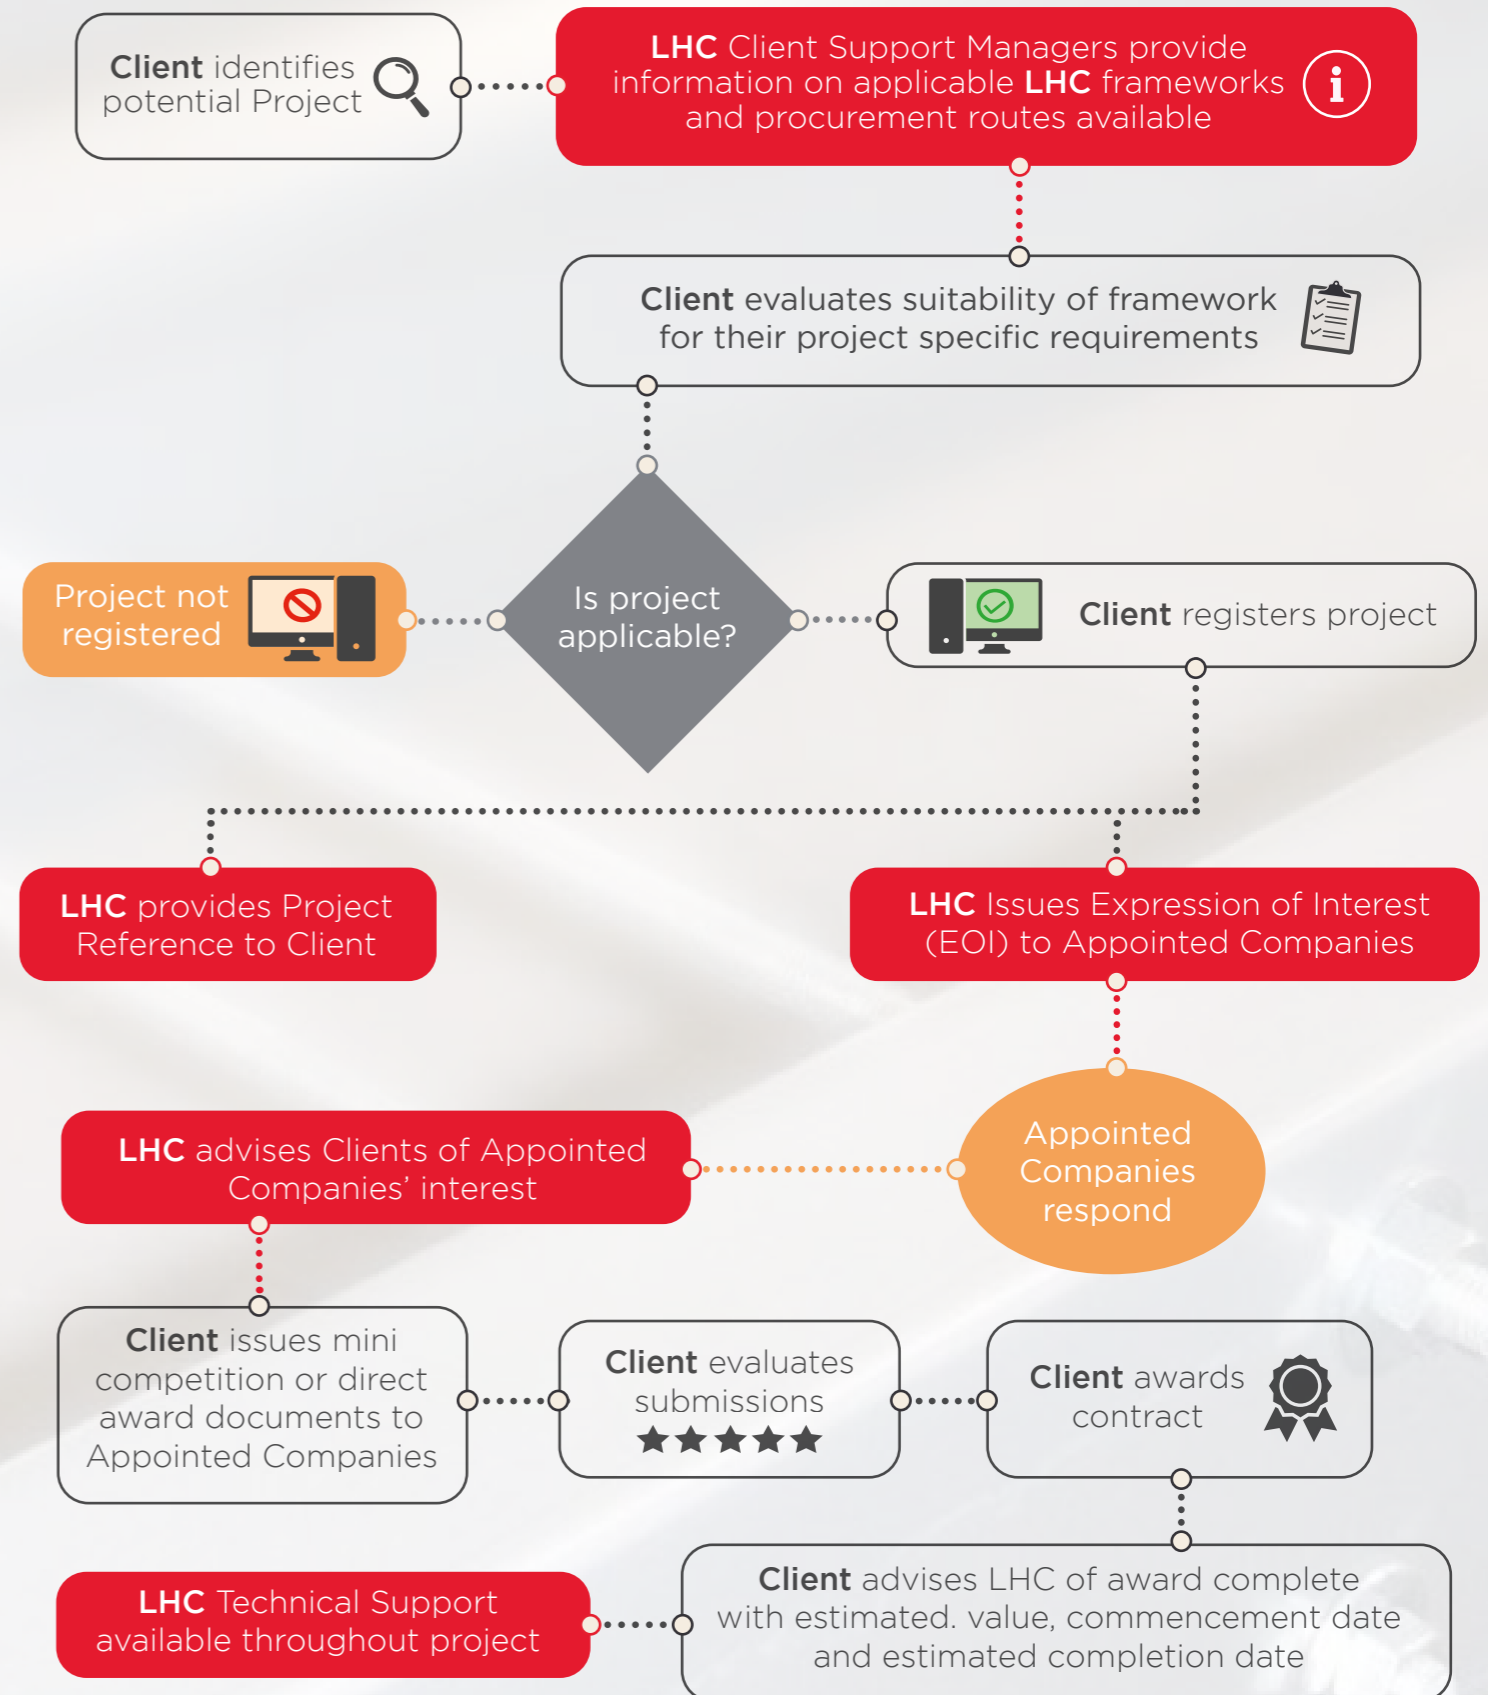 Client identifies
potential Project
LHC Client Support Managers provide
information on applicable LHC frameworks
and procurement routes available
Client evaluates suitability of framework
for their project specific requirements
Is project
applicable?
Project not
registered
Client registers project
LHC provides Project
Reference to Client
LHC Issues Expression of Interest
(EOI) to Appointed Companies
Appointed
Companies
respond
LHC advises Clients of Appointed
Companies’ interest
Client issues mini
competition or direct
award documents to
Appointed Companies
Client evaluates
submissions
Client awards
contract
Client advises LHC of award complete
with estimated. value, commencement date
and estimated completion date
LHC Technical Support
available throughout project